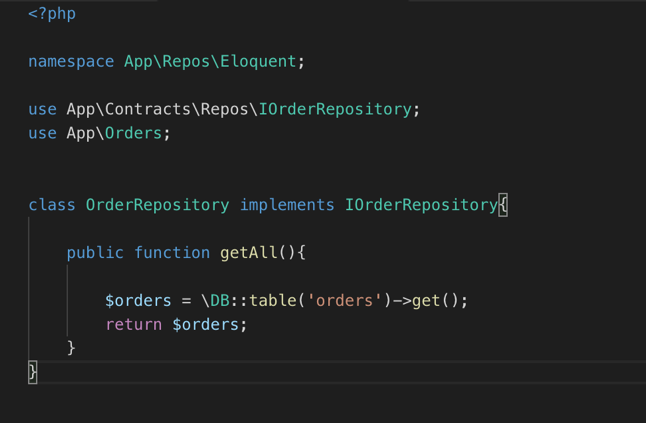 <?php
namespace App\Repos\Eloquent;
use App\Contracts\Repos\IOrderRepository;
use App\Orders;
class OrderRepository implements IOrderRepository{
public function getAll(){
$orders = \DB::table('orders')->get();
return $orders;
}
}